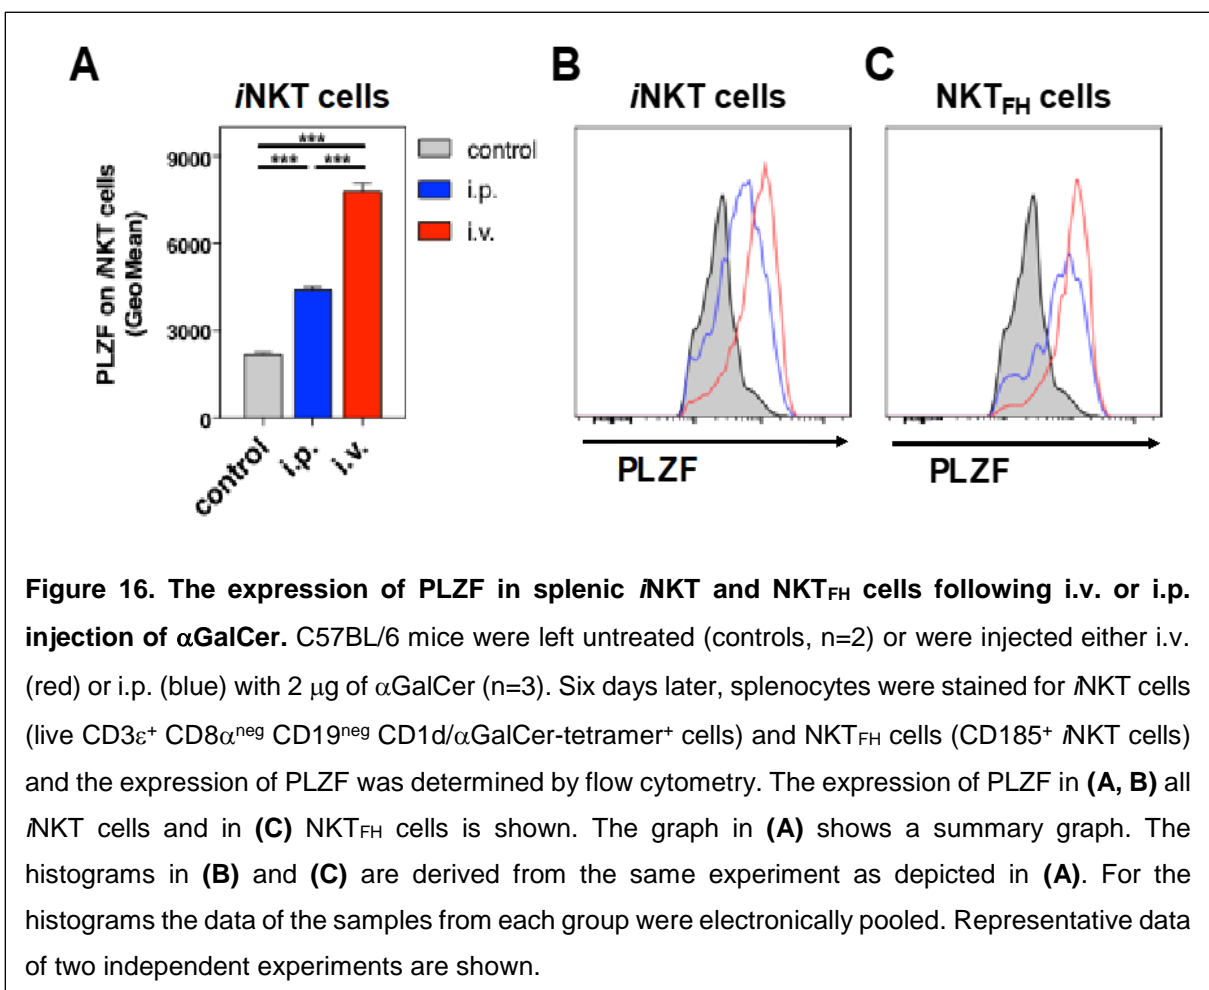 A
B
C
iNKT cells
iNKT cells
NKTFH cells
PLZF on iNKT cells
(GeoMean)
9000
6000
3000
0
***
*** ***
control
i.p.
i.v.
control
i.p.
i.v.
PLZF
PLZF
Figure 16. The expression of PLZF in splenic iNKT and NKTFH cells following i.v. or i.p.
injection of αGalCer. C57BL/6 mice were left untreated (controls, n=2) or were injected either i.v.
(red) or i.p. (blue) with 2 μg of αGalCer (n=3). Six days later, splenocytes were stained for iNKT cells
(live CD3ε+ CD8αneg CD19neg CD1d/αGalCer-tetramer+ cells) and NKTFH cells (CD185+ iNKT cells)
and the expression of PLZF was determined by flow cytometry. The expression of PLZF in (A, B) all
iNKT cells and in (C) NKTFH cells is shown. The graph in (A) shows a summary graph. The
histograms in (B) and (C) are derived from the same experiment as depicted in (A). For the
histograms the data of the samples from each group were electronically pooled. Representative data
of two independent experiments are shown.